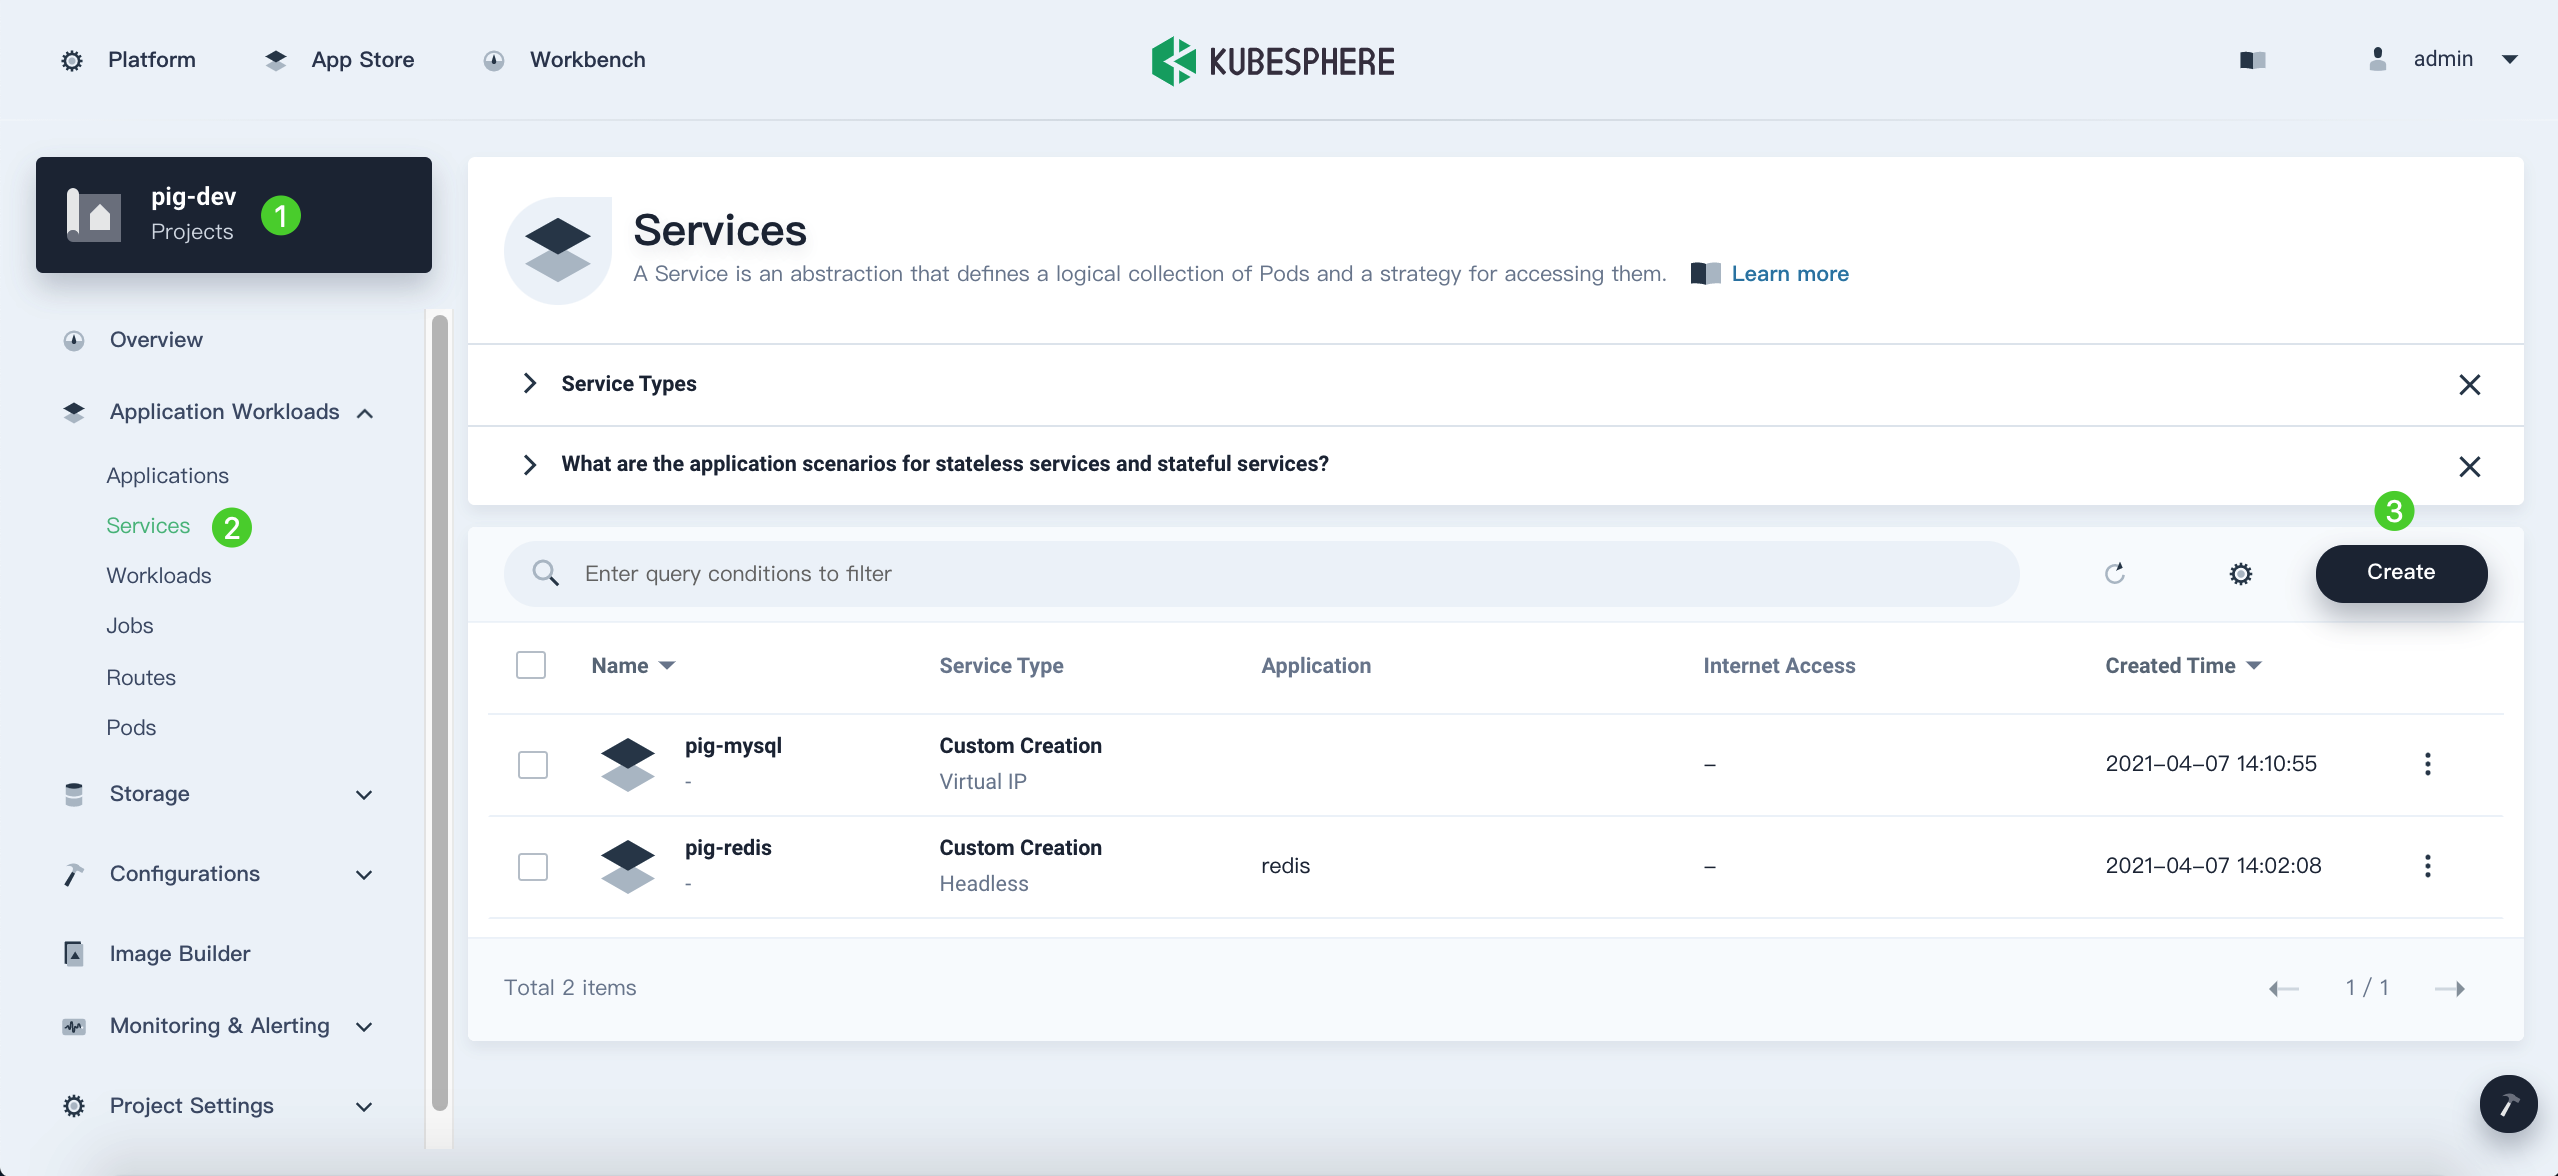 Platform
App Store
Workbench
KUBESPHERE
admin
pig-dev
Projects
1
Overview
Application Workloads
Applications
Services
2
Workloads
Jobs
Routes
Pods
Storage
Configurations
Image Builder
Monitoring & Alerting
Project Settings
Services
A Service is an abstraction that defines a logical collection of Pods and a strategy for accessing them. Learn more
Service Types
What are the application scenarios for stateless services and stateful services?
3
Enter query conditions to filter
Create
Name Service Type Application Internet Access Created Time
pig-mysql Custom Creation
- Virtual IP
– 2021–04–07 14:10:55
pig-redis Custom Creation
- Headless
redis – 2021–04–07 14:02:08
Total 2 items
1 / 1